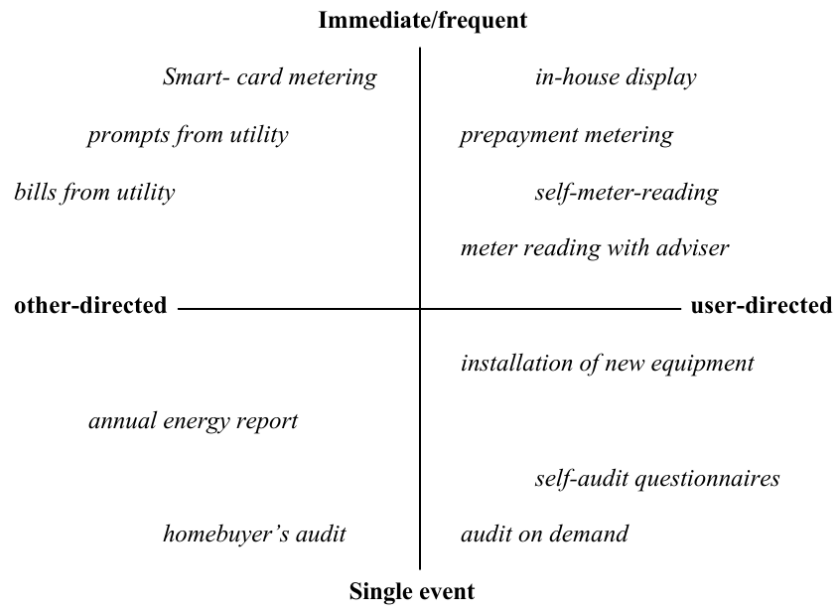 Immediate/frequent
Smart- card metering in-house display
prompts from utility prepayment metering
bills from utility self-meter-reading
meter reading with adviser
other-directed user-directed
installation of new equipment
annual energy report
self-audit questionnaires
homebuyer’s audit audit on demand
Single event